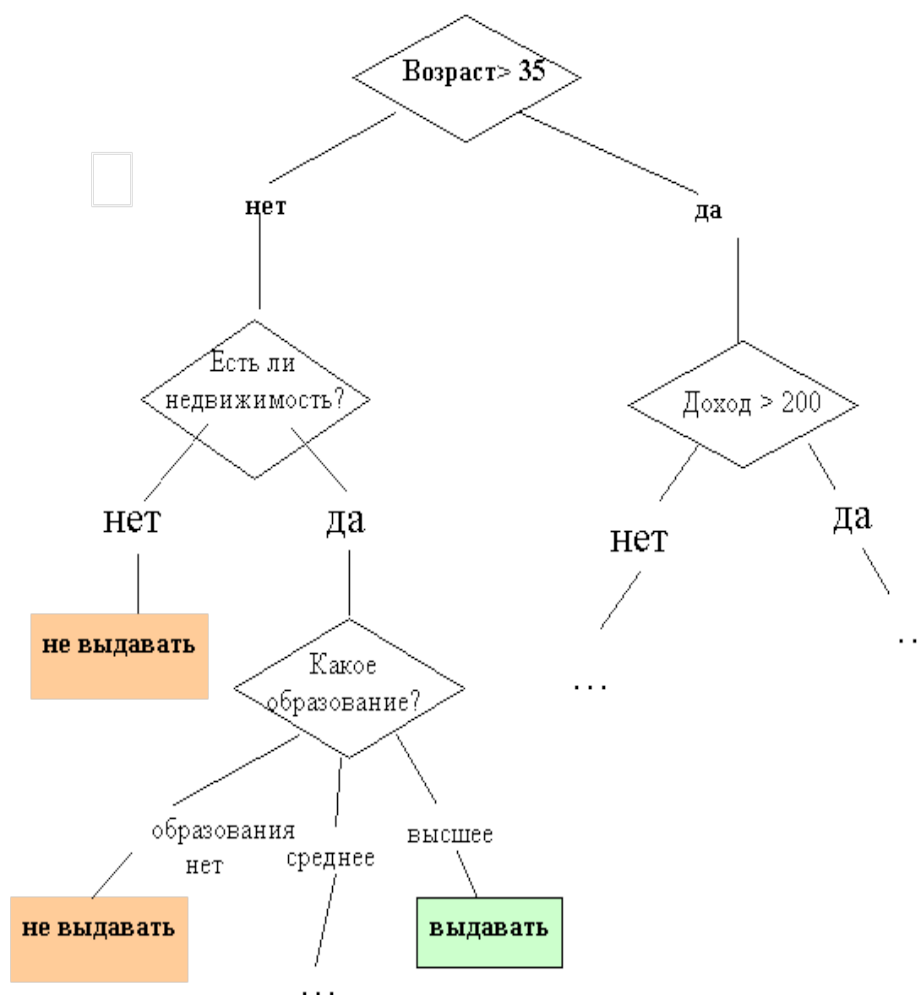 Возраст> 35
нет
да
Есть ли
недвижимость?
Доход > 200
нет
да
нет
да
не выдавать
Какое
образование?
...
..
образования
нет
среднее
высшее
не выдавать
выдавать
...